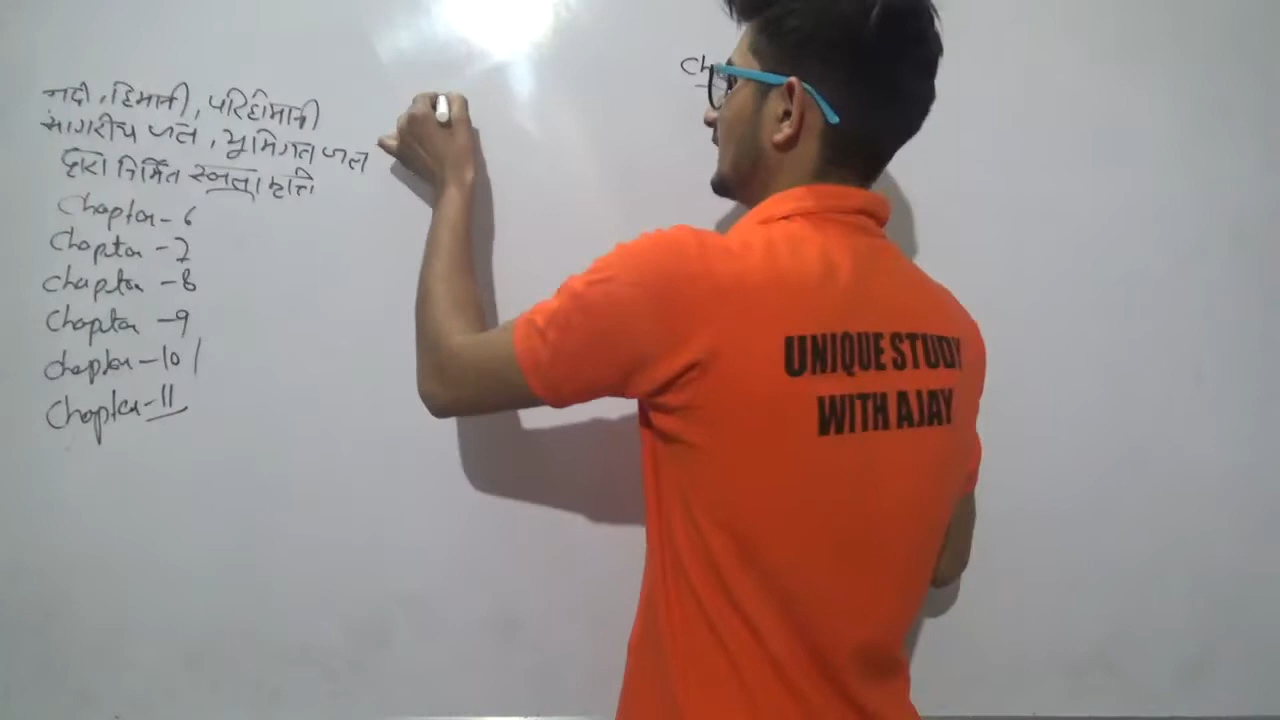 नदी, हिमानी, परिहिमानी
सागरीय जल, भूमिगत जल
द्वारा निर्मित स्थलाकृति
Chapter-6
Chapter-7
Chapter-8
Chapter-9
Chapter-10
Chapter-11
Ch
UNIQUE STUDY
WITH AJAY